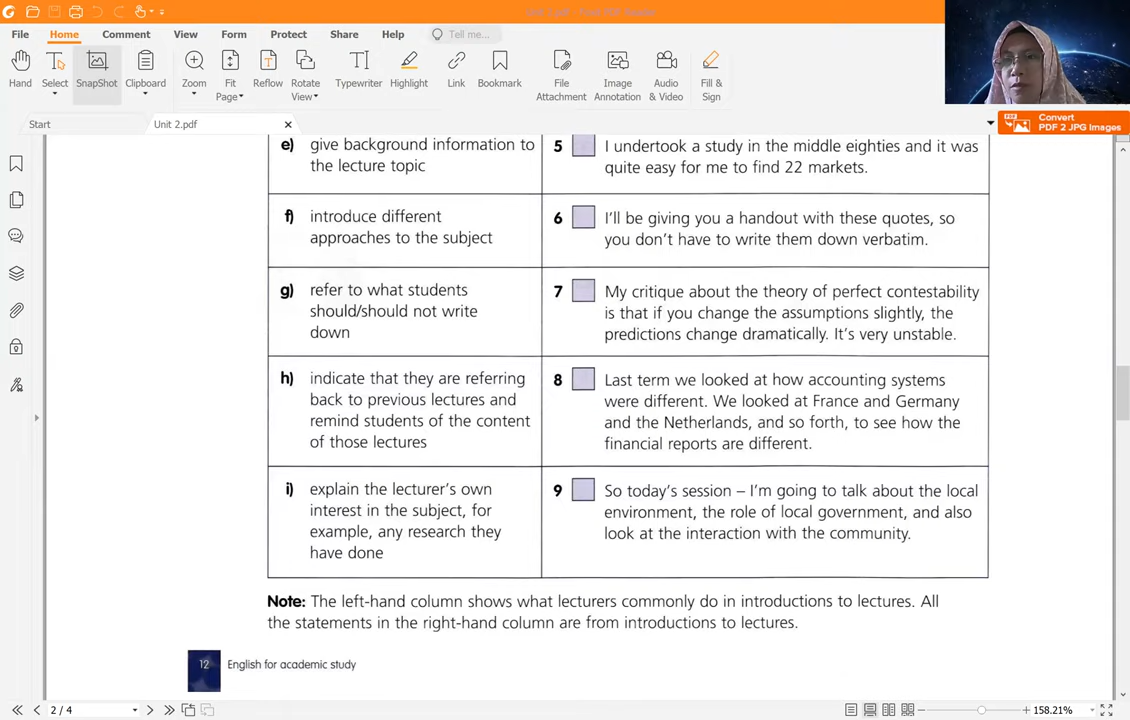 File Home Comment View Form Protect Share Help Tell me...
Hand Select SnapShot Clipboard Zoom Fit Page Reflow Rotate View Typewriter Highlight Link Bookmark File Attachment Image Annotation Audio & Video Fill & Sign
Convert
PDF 2 JPG Images
Start Unit 2.pdf
e) give background information to
the lecture topic
5 I undertook a study in the middle eighties and it was
quite easy for me to find 22 markets.
f) introduce different
approaches to the subject
6 I'll be giving you a handout with these quotes, so
you don't have to write them down verbatim.
g) refer to what students
should/should not write
down
7 My critique about the theory of perfect contestability
is that if you change the assumptions slightly, the
predictions change dramatically. It's very unstable.
h) indicate that they are referring
back to previous lectures and
remind students of the content
of those lectures
8 Last term we looked at how accounting systems
were different. We looked at France and Germany
and the Netherlands, and so forth, to see how the
financial reports are different.
i) explain the lecturer's own
interest in the subject, for
example, any research they
have done
9 So today's session – I'm going to talk about the local
environment, the role of local government, and also
look at the interaction with the community.
Note: The left-hand column shows what lecturers commonly do in introductions to lectures. All
the statements in the right-hand column are from introductions to lectures.
12 English for academic study
2 / 4 158.21%